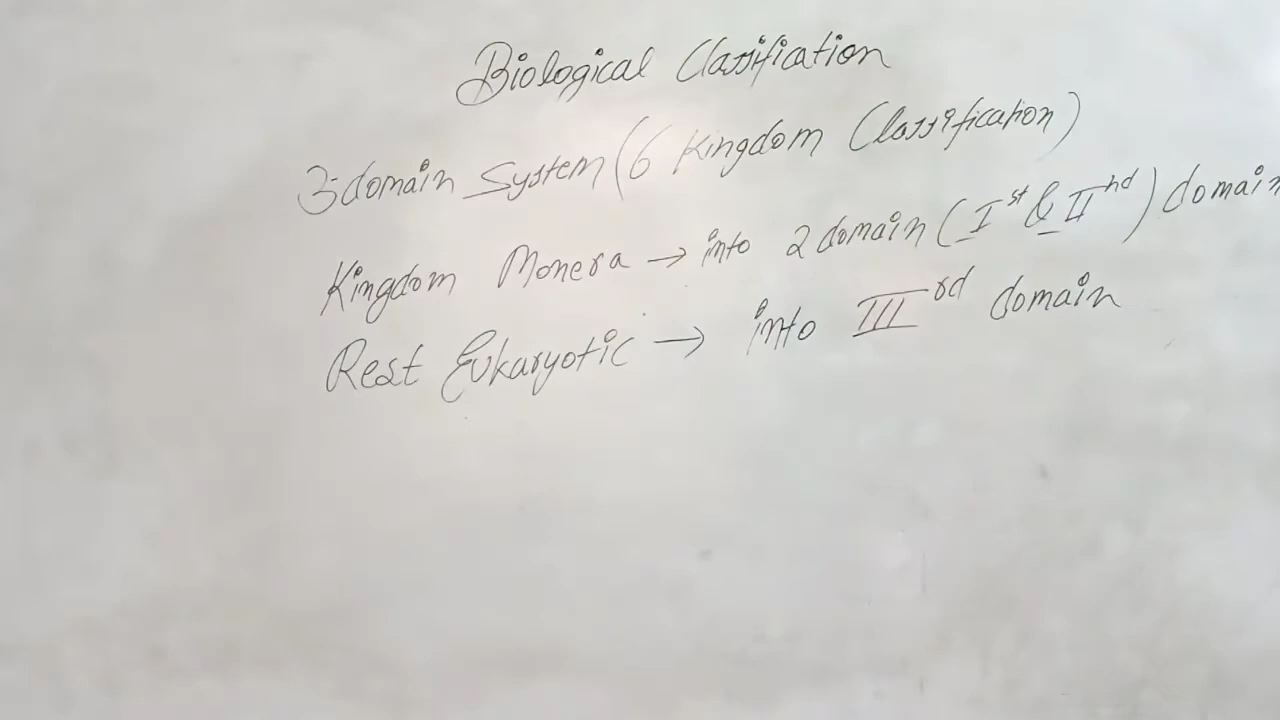 Biological Classification
3-domain System (6 Kingdom Classification)
Kingdom Monera → into 2 domain (Ist & IInd) domain
Rest Eukaryotic → into IIIrd domain